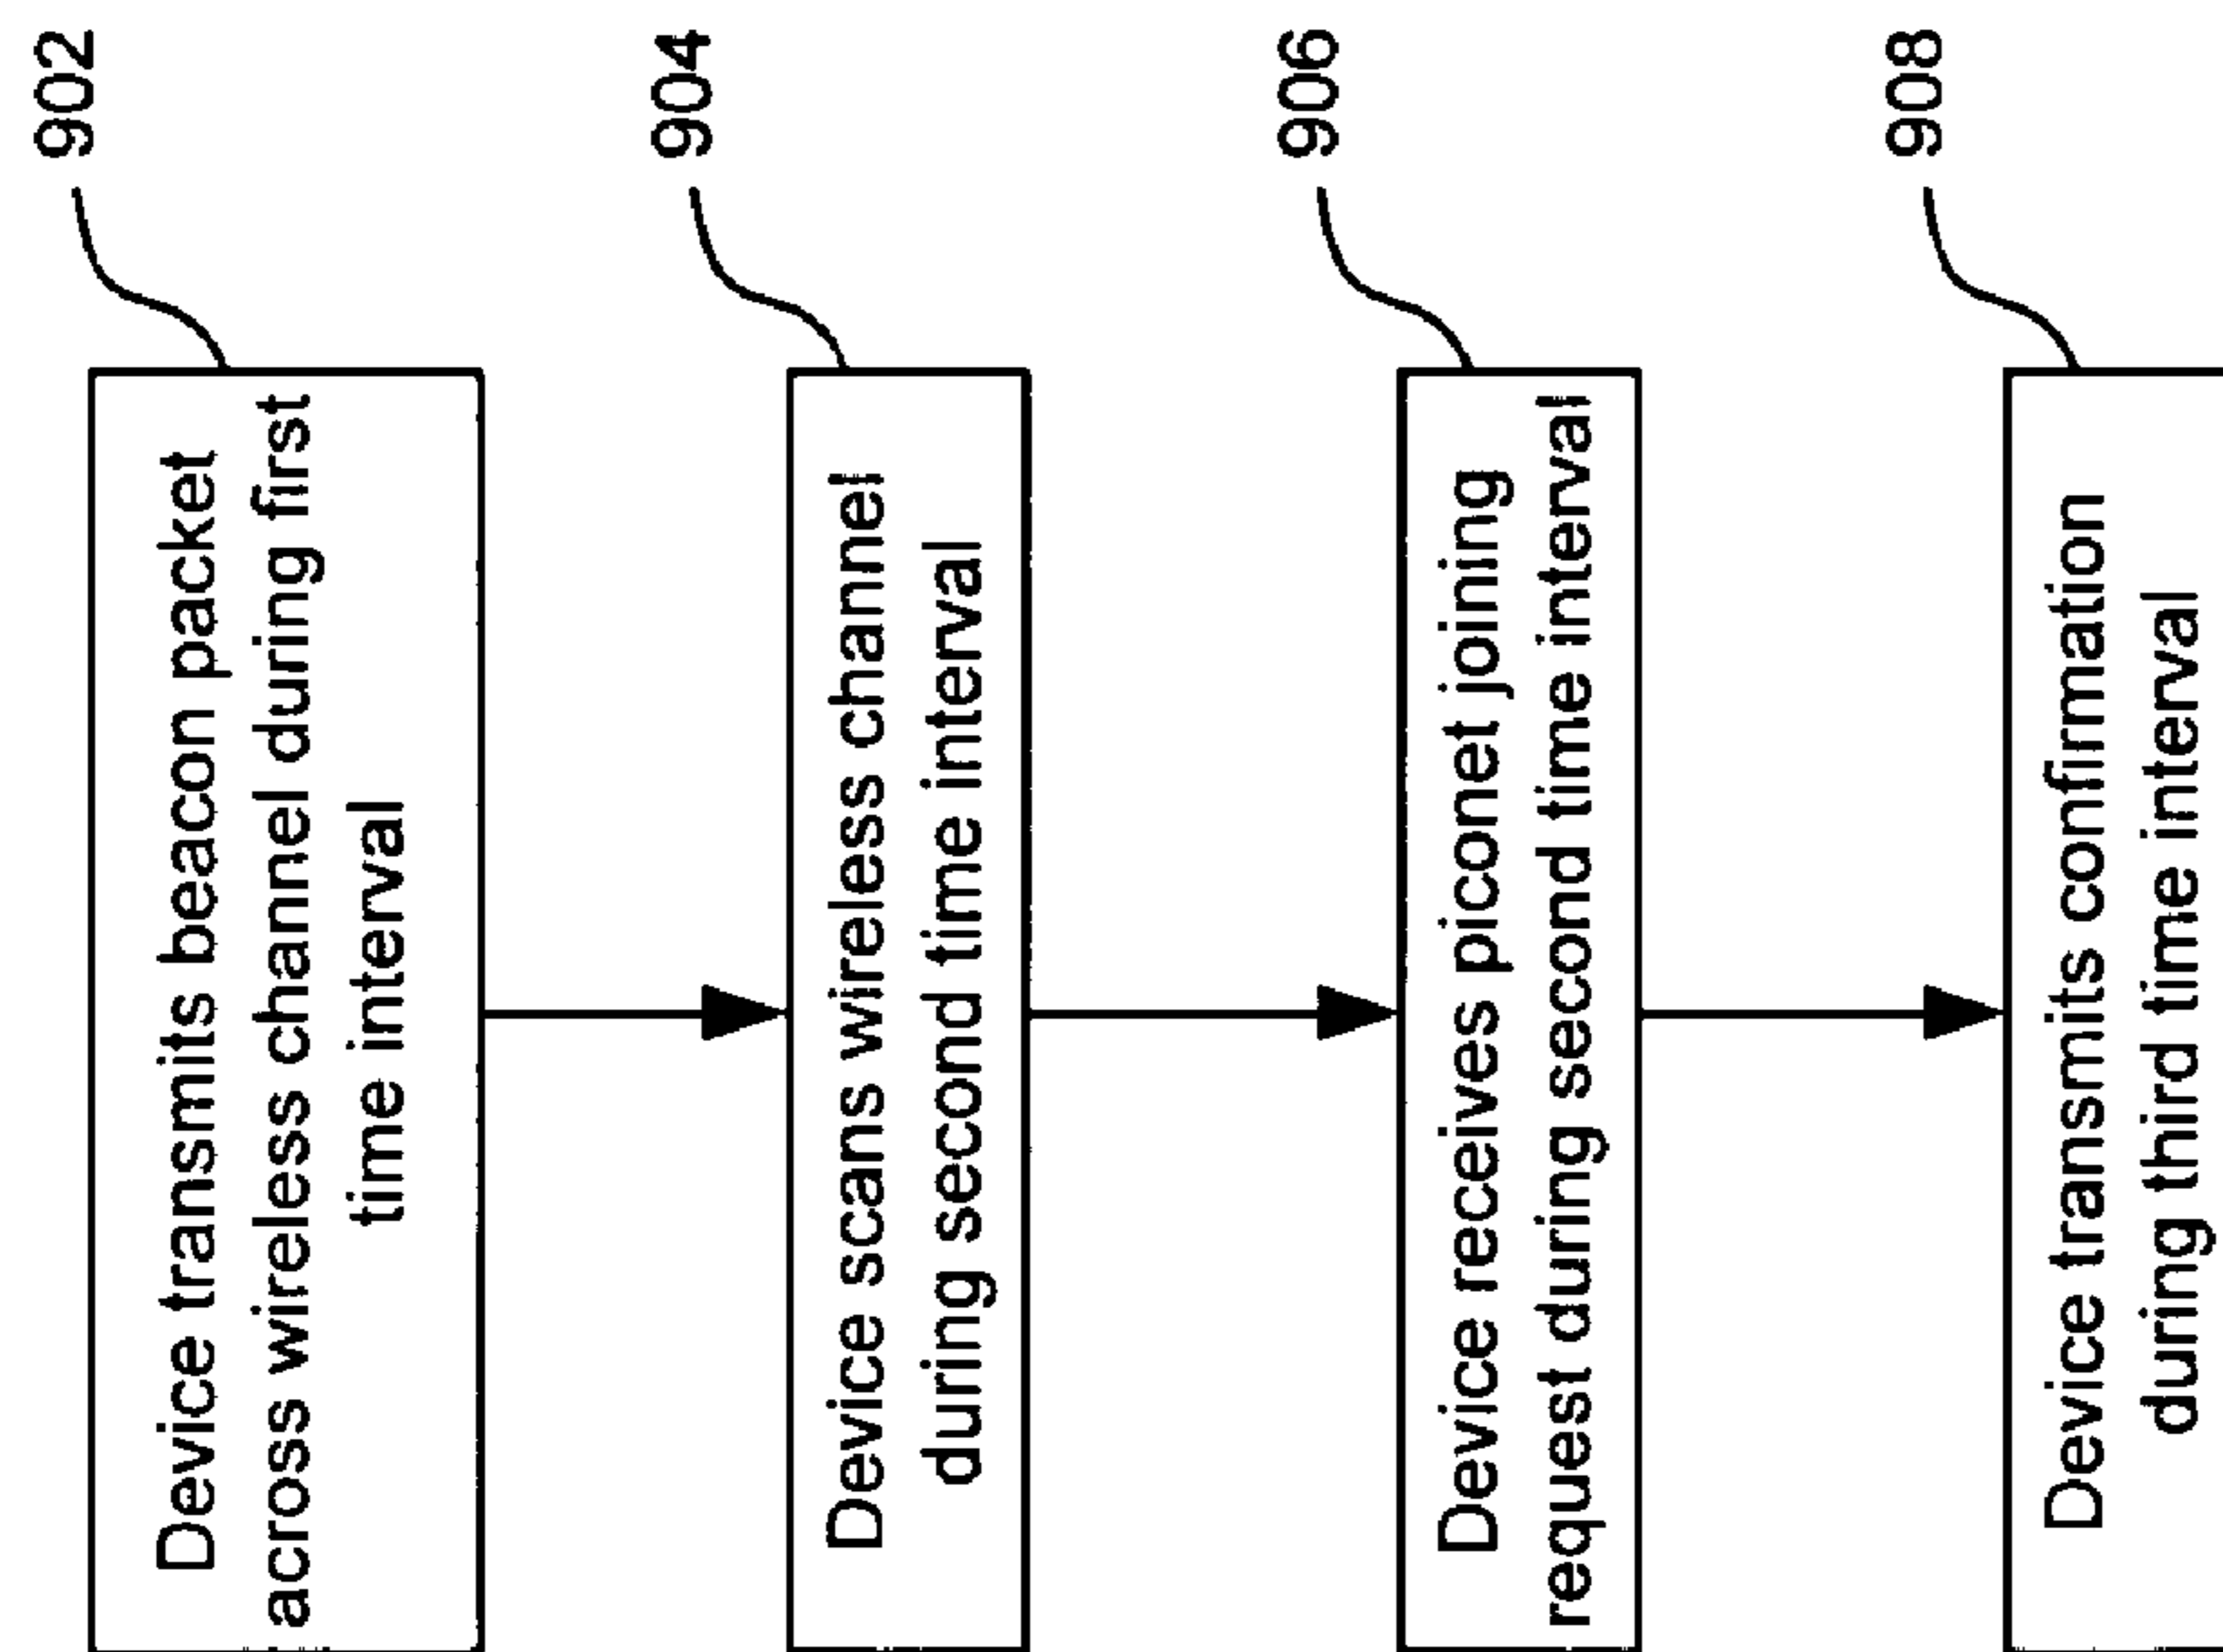 902
Device transmits beacon packet
across wireless channel during first
time interval
904
Device scans wireless channel
during second time interval
906
Device receives piconet joining
request during second time interval
908
Device transmits confirmation
during third time interval